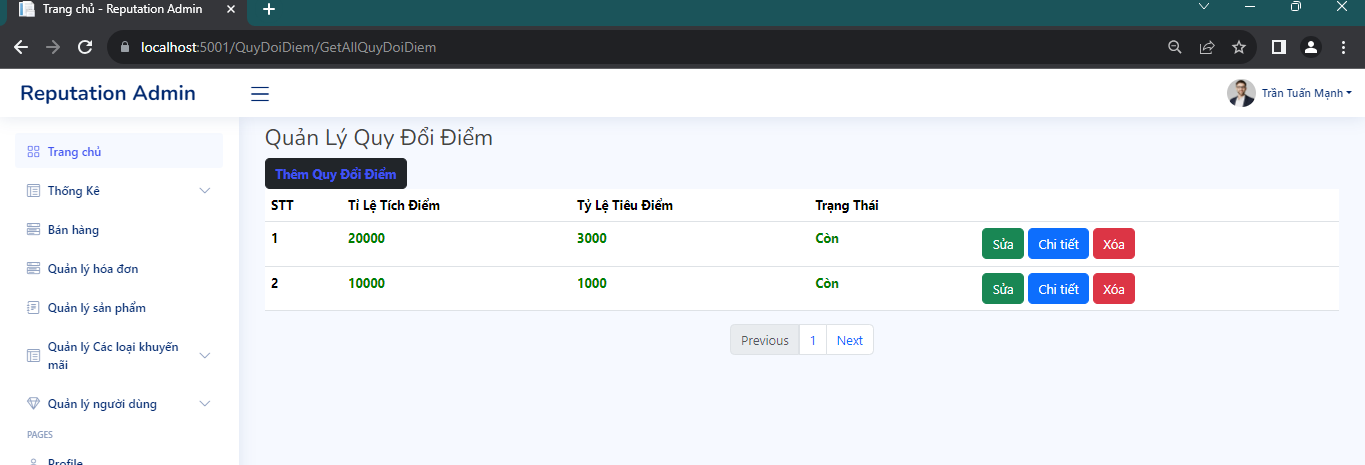 Trang chủ - Reputation Admin
localhost:5001/QuyDoiDiem/GetAllQuyDoiDiem
Reputation Admin
Trần Tuấn Mạnh
Trang chủ
Thống Kê
Bán hàng
Quản lý hóa đơn
Quản lý sản phẩm
Quản lý Các loại khuyến
mãi
Quản lý người dùng
PAGES
Profile
Quản Lý Quy Đổi Điểm
Thêm Quy Đổi Điểm
STT Tỉ Lệ Tích Điểm Tỷ Lệ Tiêu Điểm Trạng Thái
1 20000 3000 Còn Sửa Chi tiết Xóa
2 10000 1000 Còn Sửa Chi tiết Xóa
Previous 1 Next